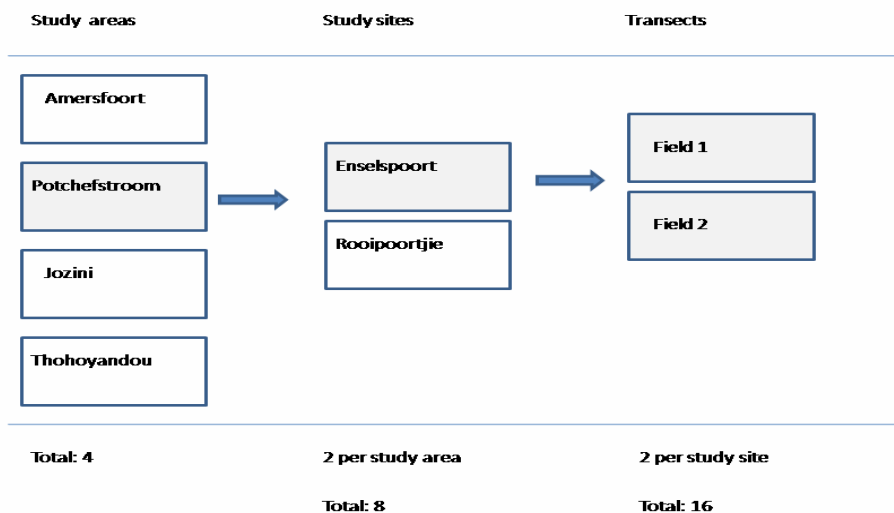 Study areas
Study sites
Transects
Amersfoort
Potchefstroom
Jozini
Thohoyandou
Enselspoort
Rooipoortjie
Field 1
Field 2
Total: 4
2 per study area
2 per study site
Total: 8
Total: 16